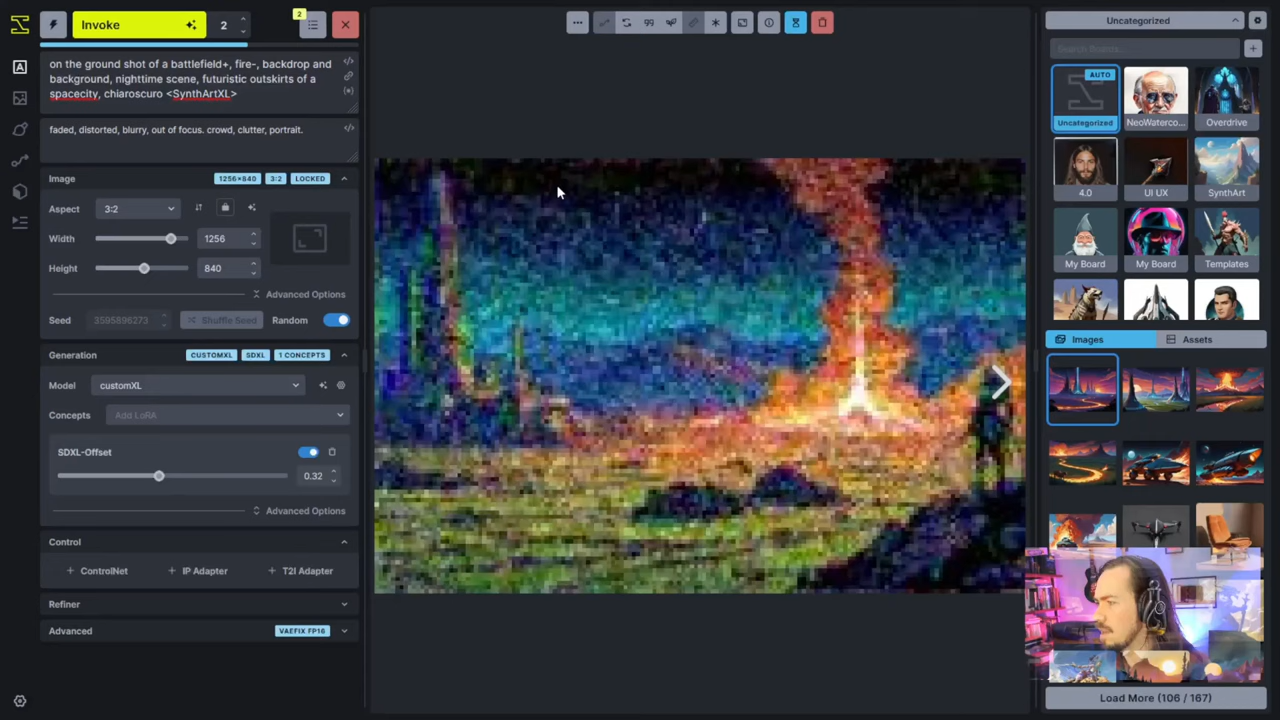 Invoke
2
2
on the ground shot of a battlefield+, fire-, backdrop and
background, nighttime scene, futuristic outskirts of a
spacecity, chiaroscuro <SynthArtXL>
faded, distorted, blurry, out of focus. crowd, clutter, portrait.
Image
1256×840
3:2
LOCKED
Aspect
3:2
Width
1256
Height
840
Advanced Options
Seed
3595896273
Shuffle Seed
Random
Generation
CUSTOMXL
SDXL
1 CONCEPTS
Model
customXL
Concepts
Add LoRA
SDXL-Offset
0.32
Advanced Options
Control
+ ControlNet
+ IP Adapter
+ T2I Adapter
Refiner
Advanced
VAEFIX FP16
Uncategorized
Search Boards...
AUTO
Uncategorized
NeoWaterco...
Overdrive
4.0
UI UX
SynthArt
My Board
My Board
Templates
Images
Assets
Load More (106 / 167)